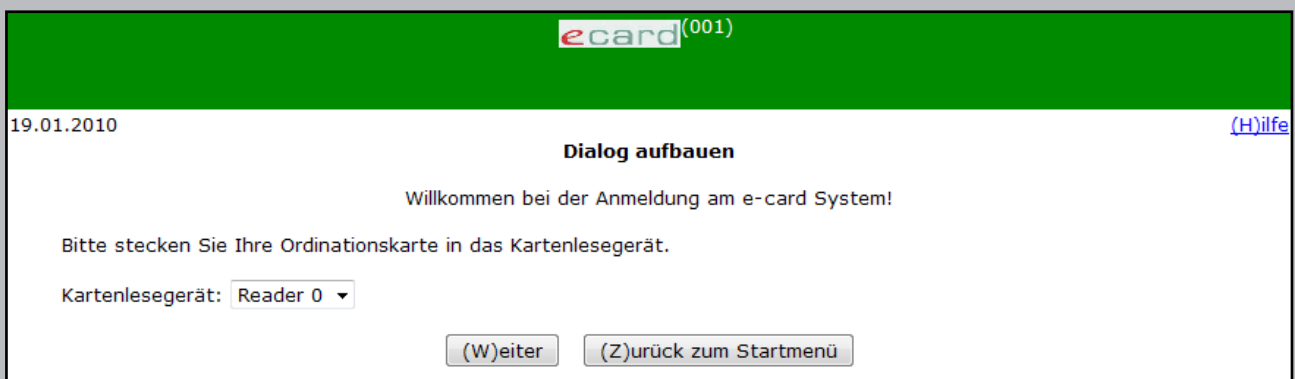 ecard (001)
19.01.2010 (H)ilfe
Dialog aufbauen
Willkommen bei der Anmeldung am e-card System!
Bitte stecken Sie Ihre Ordinationskarte in das Kartenlesegerät.
Kartenlesegerät: Reader 0
(W)eiter (Z)urück zum Startmenü